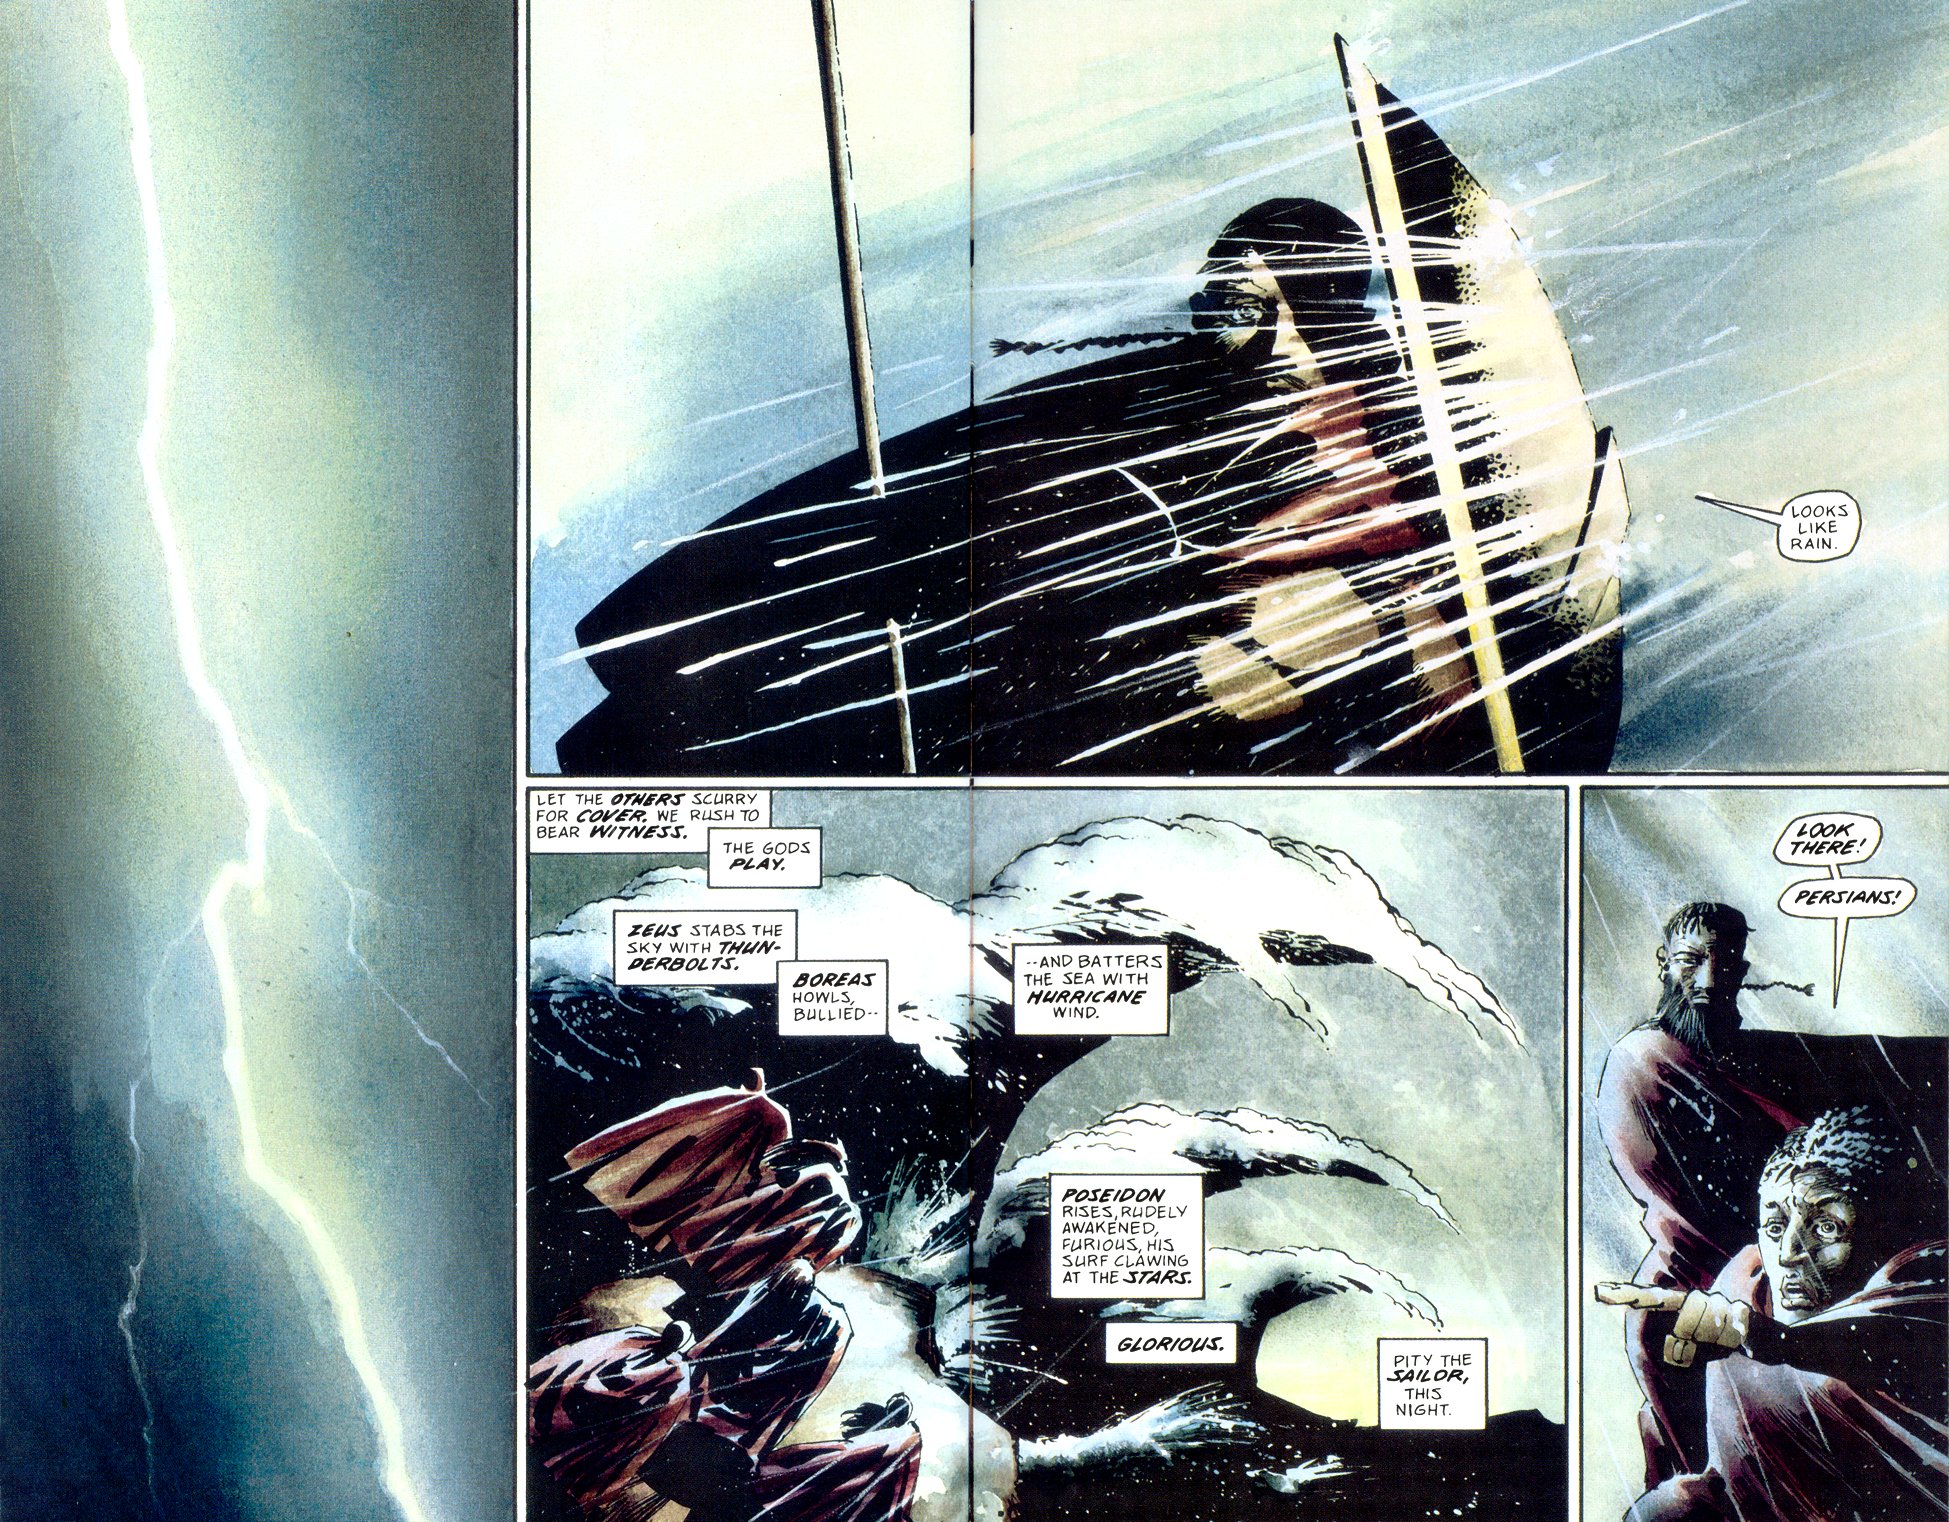 LOOKS
LIKE
RAIN.
LET THE OTHERS SCURRY
FOR COVER. WE RUSH TO
BEAR WITNESS.
THE GODS
PLAY.
ZEUS STABS THE
SKY WITH THUN-
DERBOLTS.
BOREAS
HOWLS,
BULLIED--
--AND BATTERS
THE SEA WITH
HURRICANE
WIND.
POSEIDON
RISES, RUDELY
AWAKENED,
FURIOUS, HIS
SURF CLAWING
AT THE STARS.
GLORIOUS.
PITY THE
SAILOR,
THIS
NIGHT.
LOOK
THERE!
PERSIANS!